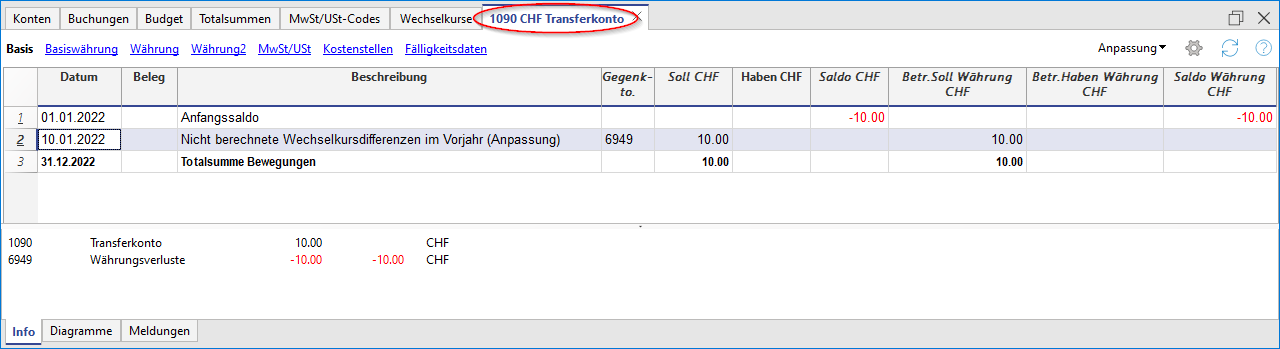 Konten Buchungen Budget Totalsummen MwSt/USt-Codes Wechselkurse 1090 CHF Transferkonto
Basis Basiswährung Währung Währung2 MwSt/USt Kostenstellen Fälligkeitsdaten Anpassung
Datum Beleg Beschreibung Gegenk- Soll CHF Haben CHF Saldo CHF Betr.Soll Währung Betr.Haben Währung Saldo Währung
to. CHF CHF CHF
1 01.01.2022 Anfangssaldo -10.00 -10.00
2 10.01.2022 Nicht berechnete Wechselkursdifferenzen im Vorjahr (Anpassung) 6949 10.00 10.00
3 31.12.2022 Totalsumme Bewegungen 10.00 10.00
1090 Transferkonto 10.00 CHF
6949 Währungsverluste -10.00 -10.00 CHF
Info Diagramme Meldungen